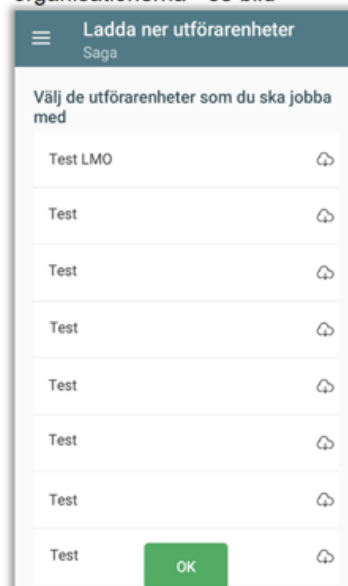 Ladda ner utförarenheter
Saga
Välj de utförarenheter som du ska jobba
med
Test LMO
Test
Test
Test
Test
Test
Test
Test
OK